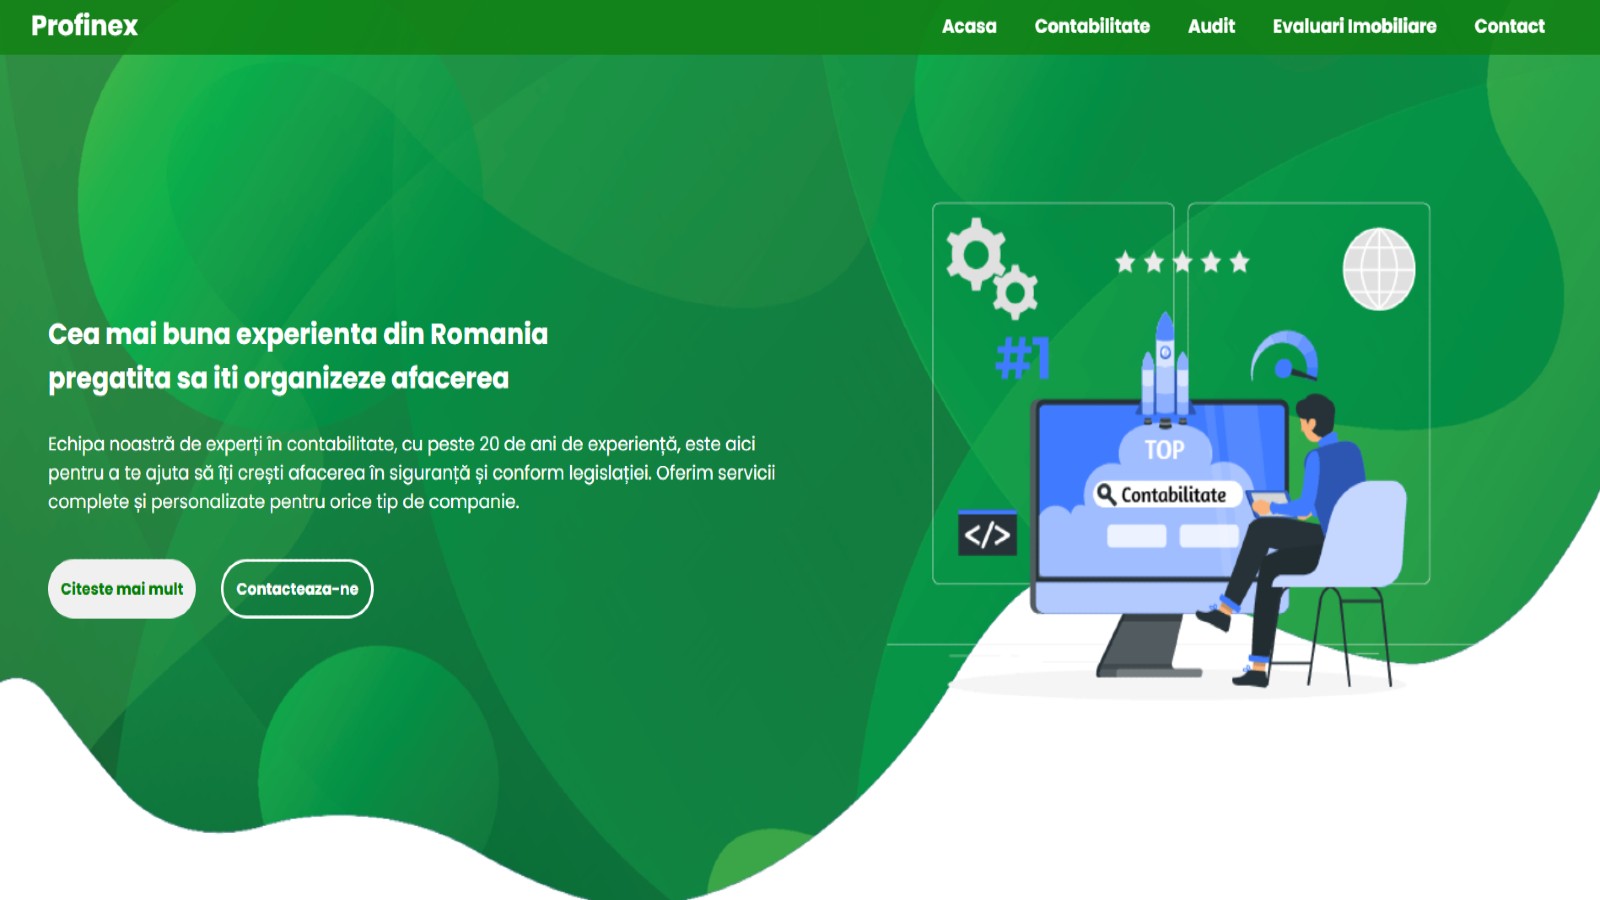 Profinex
Acasa
Contabilitate
Audit
Evaluari Imobiliare
Contact
Cea mai buna experienta din Romania
pregatita sa iti organizeze afacerea
Echipa noastră de experți în contabilitate, cu peste 20 de ani de experiență, este aici
pentru a te ajuta să îți crești afacerea în siguranță și conform legislației. Oferim servicii
complete și personalizate pentru orice tip de companie.
Citeste mai mult
Contacteaza-ne
#1
TOP
Contabilitate
</>